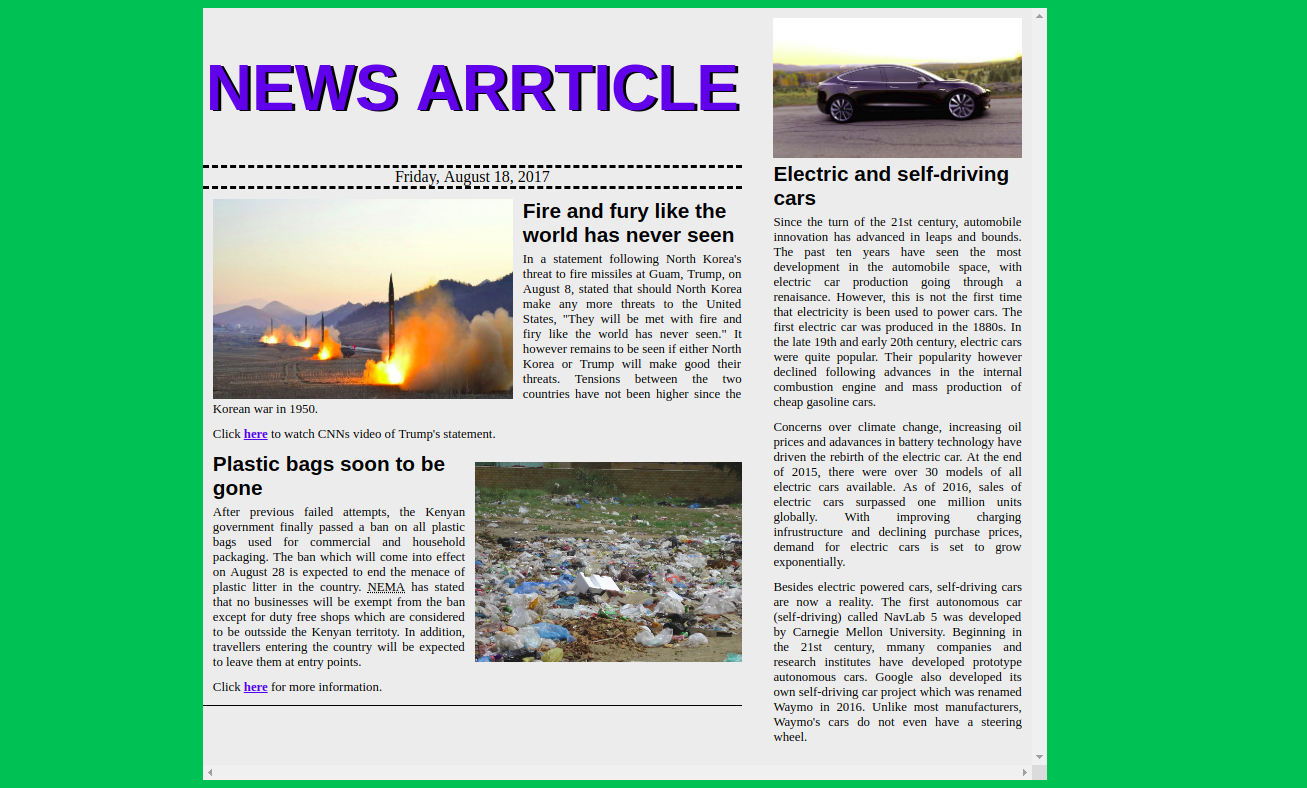 NEWS ARRTICLE
Friday, August 18, 2017
Fire and fury like the
world has never seen
In a statement following North Korea's
threat to fire missiles at Guam, Trump, on
August 8, stated that should North Korea
make any more threats to the United
States, "They will be met with fire and
firy like the world has never seen." It
however remains to be seen if either North
Korea or Trump will make good their
threats. Tensions between the two
countries have not been higher since the
Korean war in 1950.
Click here to watch CNNs video of Trump's statement.
Plastic bags soon to be
gone
After previous failed attempts, the Kenyan
government finally passed a ban on all plastic
bags used for commercial and household
packaging. The ban which will come into effect
on August 28 is expected to end the menace of
plastic litter in the country. NEMA has stated
that no businesses will be exempt from the ban
except for duty free shops which are considered
to be outsside the Kenyan territoty. In addition,
travellers entering the country will be expected
to leave them at entry points.
Click here for more information.
Electric and self-driving
cars
Since the turn of the 21st century, automobile
innovation has advanced in leaps and bounds.
The past ten years have seen the most
development in the automobile space, with
electric car production going through a
renaisance. However, this is not the first time
that electricity is been used to power cars. The
first electric car was produced in the 1880s. In
the late 19th and early 20th century, electric cars
were quite popular. Their popularity however
declined following advances in the internal
combustion engine and mass production of
cheap gasoline cars.
Concerns over climate change, increasing oil
prices and adavances in battery technology have
driven the rebirth of the electric car. At the end
of 2015, there were over 30 models of all
electric cars available. As of 2016, sales of
electric cars surpassed one million units
globally. With improving charging
infrustructure and declining purchase prices,
demand for electric cars is set to grow
exponentially.
Besides electric powered cars, self-driving cars
are now a reality. The first autonomous car
(self-driving) called NavLab 5 was developed
by Carnegie Mellon University. Beginning in
the 21st century, mmany companies and
research institutes have developed prototype
autonomous cars. Google also developed its
own self-driving car project which was renamed
Waymo in 2016. Unlike most manufacturers,
Waymo's cars do not even have a steering
wheel.